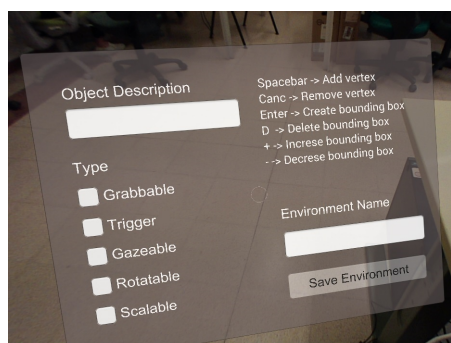 Object Description
Type
Grabbable
Trigger
Gazeable
Rotatable
Scalable
Spacebar -> Add vertex
Canc -> Remove vertex
Enter -> Create bounding box
D -> Delete bounding box
+ -> Increse bounding box
- -> Decrese bounding box
Environment Name
Save Environment